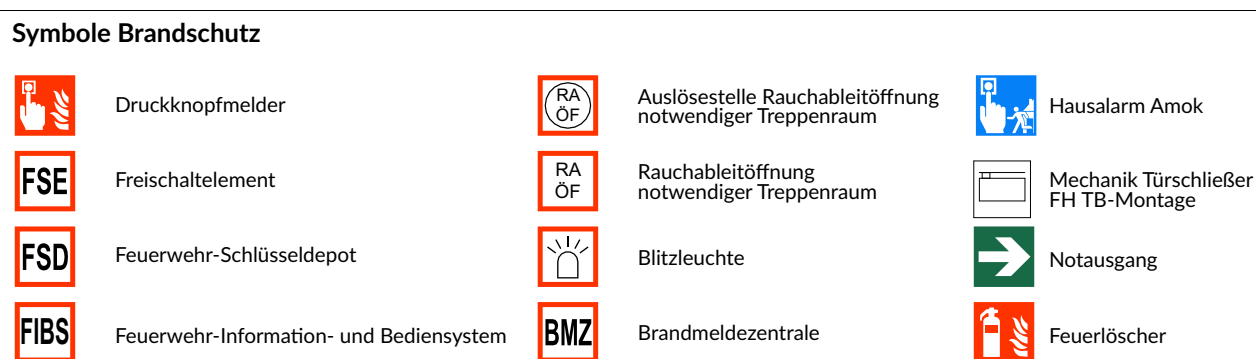 Symbole Brandschutz
Druckknopfmelder
FSE
Freischaltelement
FSD
Feuerwehr-Schlüsseldepot
FIBS
Feuerwehr-Information- und Bediensystem
RA
ÖF
Auslösestelle Rauchableitöffnung
notwendiger Treppenraum
RA
ÖF
Rauchableitöffnung
notwendiger Treppenraum
Blitzleuchte
BMZ
Brandmeldezentrale
Hausalarm Amok
Mechanik Türschließer
FH TB-Montage
Notausgang
Feuerlöscher